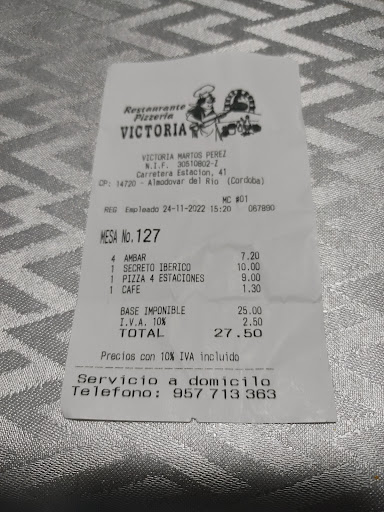 Restaurante
Pizzeria
VICTORIA
VICTORIA MARTOS PEREZ
N.I.F. 30510802-Z
Carretera Estacion, 41
CP: 14720 - Almodovar del Rio (Cordoba)
MC #01
REG Empleado 24-11-2022 15:20 067890
MESA No. 127
4 AMBAR 7.20
1 SECRETO IBERICO 10.00
1 PIZZA 4 ESTACIONES 9.00
1 CAFE 1.30
BASE IMPONIBLE 25.00
I.V.A. 10% 2.50
TOTAL 27.50
Precios con 10% IVA incluido
Servicio a domicilo
Telefono: 957 713 363